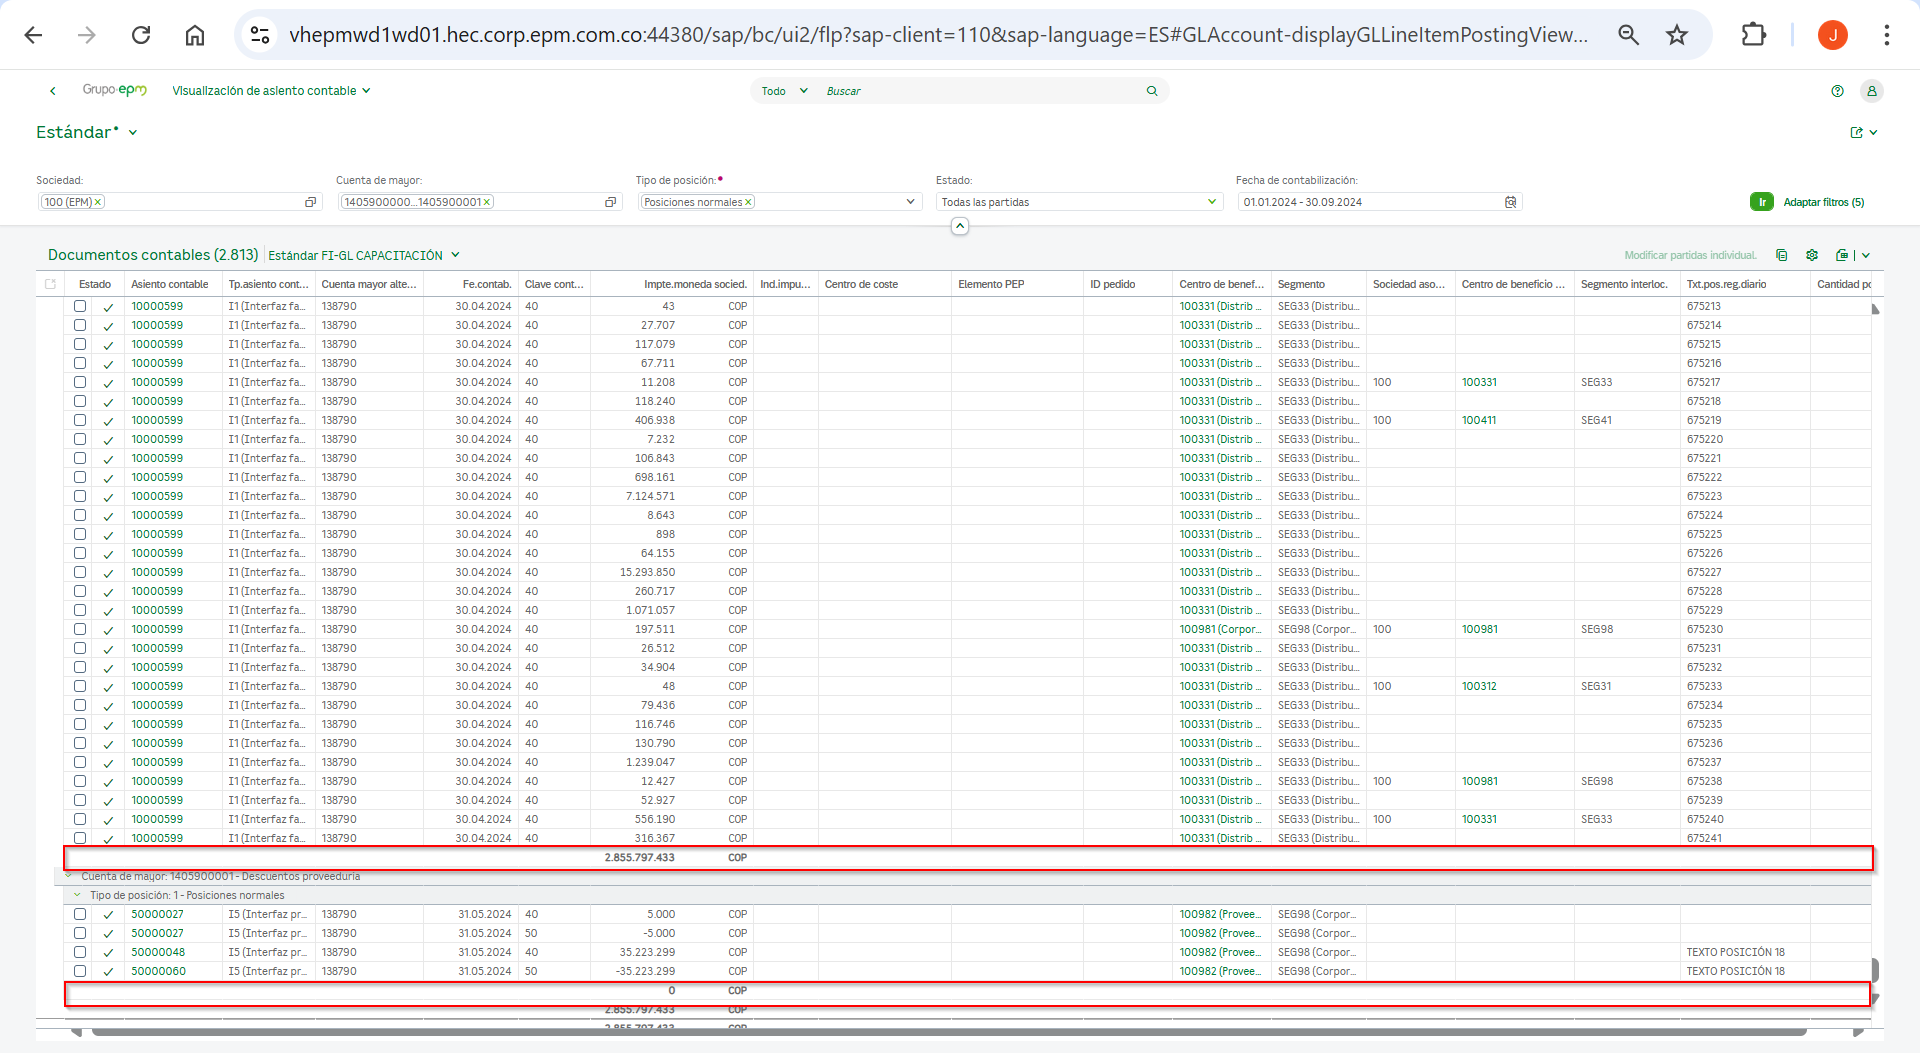 vhepmwd1wd01.hec.corp.epm.com.co:44380/sap/bc/ui2/flp?sap-client=110&sap-language=ES#GLAccount-displayGLLineItemPostingView...
J
Grupo·epm Visualización de asiento contable Todo Buscar
Estándar*
Sociedad: Cuenta de mayor: Tipo de posición:* Estado: Fecha de contabilización:
100 (EPM) 1405900000...1405900001 Posiciones normales Todas las partidas 01.01.2024 - 30.09.2024 Ir Adaptar filtros (5)
Documentos contables (2.813) Estándar FI-GL CAPACITACIÓN Modificar partidas individual.
Estado Asiento contable Tp.asiento cont... Cuenta mayor alte... Fe.contab. Clave cont... Impte.moneda socied. Ind.impu... Centro de coste Elemento PEP ID pedido Centro de benef... Segmento Sociedad aso... Centro de beneficio ... Segmento interloc. Txt.pos.reg.diario Cantidad po
10000599 I1 (Interfaz fa... 138790 30.04.2024 40 43 COP 100331 (Distrib ... SEG33 (Distribu... 675213
10000599 I1 (Interfaz fa... 138790 30.04.2024 40 27.707 COP 100331 (Distrib ... SEG33 (Distribu... 675214
10000599 I1 (Interfaz fa... 138790 30.04.2024 40 117.079 COP 100331 (Distrib ... SEG33 (Distribu... 675215
10000599 I1 (Interfaz fa... 138790 30.04.2024 40 67.711 COP 100331 (Distrib ... SEG33 (Distribu... 675216
10000599 I1 (Interfaz fa... 138790 30.04.2024 40 11.208 COP 100331 (Distrib ... SEG33 (Distribu... 100 100331 SEG33 675217
10000599 I1 (Interfaz fa... 138790 30.04.2024 40 118.240 COP 100331 (Distrib ... SEG33 (Distribu... 675218
10000599 I1 (Interfaz fa... 138790 30.04.2024 40 406.938 COP 100331 (Distrib ... SEG33 (Distribu... 100 100411 SEG41 675219
10000599 I1 (Interfaz fa... 138790 30.04.2024 40 7.232 COP 100331 (Distrib ... SEG33 (Distribu... 675220
10000599 I1 (Interfaz fa... 138790 30.04.2024 40 106.843 COP 100331 (Distrib ... SEG33 (Distribu... 675221
10000599 I1 (Interfaz fa... 138790 30.04.2024 40 698.161 COP 100331 (Distrib ... SEG33 (Distribu... 675222
10000599 I1 (Interfaz fa... 138790 30.04.2024 40 7.124.571 COP 100331 (Distrib ... SEG33 (Distribu... 675223
10000599 I1 (Interfaz fa... 138790 30.04.2024 40 8.643 COP 100331 (Distrib ... SEG33 (Distribu... 675224
10000599 I1 (Interfaz fa... 138790 30.04.2024 40 898 COP 100331 (Distrib ... SEG33 (Distribu... 675225
10000599 I1 (Interfaz fa... 138790 30.04.2024 40 64.155 COP 100331 (Distrib ... SEG33 (Distribu... 675226
10000599 I1 (Interfaz fa... 138790 30.04.2024 40 15.293.850 COP 100331 (Distrib ... SEG33 (Distribu... 675227
10000599 I1 (Interfaz fa... 138790 30.04.2024 40 260.717 COP 100331 (Distrib ... SEG33 (Distribu... 675228
10000599 I1 (Interfaz fa... 138790 30.04.2024 40 1.071.057 COP 100331 (Distrib ... SEG33 (Distribu... 675229
10000599 I1 (Interfaz fa... 138790 30.04.2024 40 197.511 COP 100981 (Corpor... SEG98 (Corpor... 100 100981 SEG98 675230
10000599 I1 (Interfaz fa... 138790 30.04.2024 40 26.512 COP 100331 (Distrib ... SEG33 (Distribu... 675231
10000599 I1 (Interfaz fa... 138790 30.04.2024 40 34.904 COP 100331 (Distrib ... SEG33 (Distribu... 675232
10000599 I1 (Interfaz fa... 138790 30.04.2024 40 48 COP 100331 (Distrib ... SEG33 (Distribu... 100 100312 SEG31 675233
10000599 I1 (Interfaz fa... 138790 30.04.2024 40 79.436 COP 100331 (Distrib ... SEG33 (Distribu... 675234
10000599 I1 (Interfaz fa... 138790 30.04.2024 40 116.746 COP 100331 (Distrib ... SEG33 (Distribu... 675235
10000599 I1 (Interfaz fa... 138790 30.04.2024 40 130.790 COP 100331 (Distrib ... SEG33 (Distribu... 675236
10000599 I1 (Interfaz fa... 138790 30.04.2024 40 1.239.047 COP 100331 (Distrib ... SEG33 (Distribu... 675237
10000599 I1 (Interfaz fa... 138790 30.04.2024 40 12.427 COP 100331 (Distrib ... SEG33 (Distribu... 100 100981 SEG98 675238
10000599 I1 (Interfaz fa... 138790 30.04.2024 40 52.927 COP 100331 (Distrib ... SEG33 (Distribu... 675239
10000599 I1 (Interfaz fa... 138790 30.04.2024 40 556.190 COP 100331 (Distrib ... SEG33 (Distribu... 100 100331 SEG33 675240
10000599 I1 (Interfaz fa... 138790 30.04.2024 40 316.367 COP 100331 (Distrib ... SEG33 (Distribu... 675241
2.855.797.433 COP
Cuenta de mayor: 1405900001 - Descuentos proveeduría
Tipo de posición: 1 - Posiciones normales
50000027 I5 (Interfaz pr... 138790 31.05.2024 40 5.000 COP 100982 (Provee... SEG98 (Corpor...
50000027 I5 (Interfaz pr... 138790 31.05.2024 50 -5.000 COP 100982 (Provee... SEG98 (Corpor...
50000048 I5 (Interfaz pr... 138790 31.05.2024 40 35.223.299 COP 100982 (Provee... SEG98 (Corpor... TEXTO POSICIÓN 18
50000060 I5 (Interfaz pr... 138790 31.05.2024 50 -35.223.299 COP 100982 (Provee... SEG98 (Corpor... TEXTO POSICIÓN 18
0 COP
2.855.797.433 COP
2.855.797.433 COP